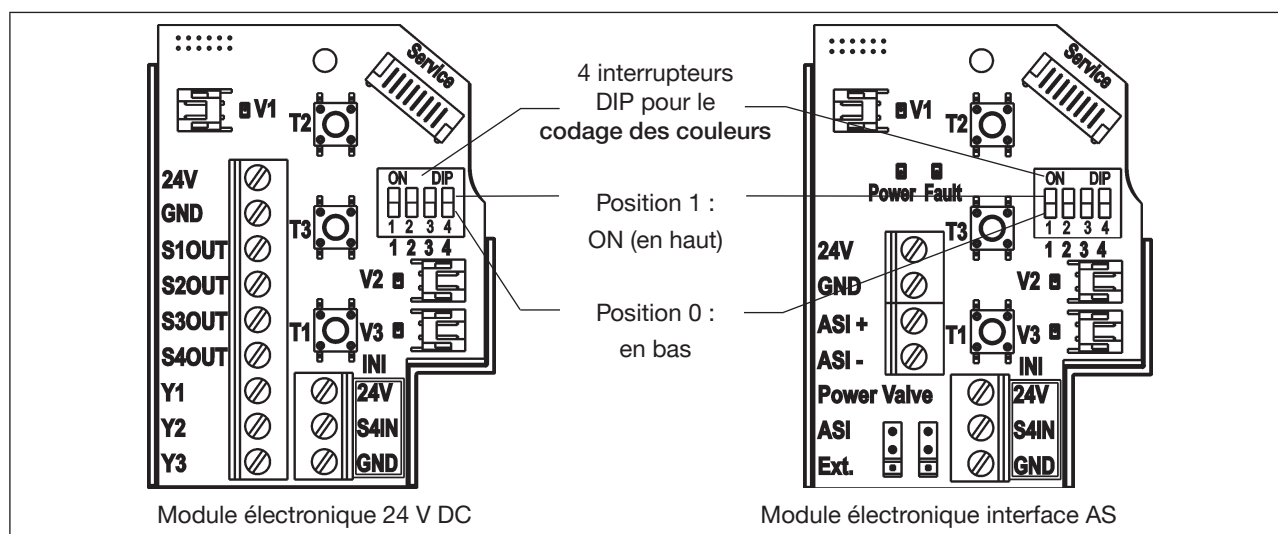 Service
V1
T2
ON DIP
1 2 3 4
1 2 3 4
24V
GND
S1OUT
S2OUT
S3OUT
S4OUT
Y1
Y2
Y3
T3
V2
T1
V3
INI
24V
S4IN
GND
Module électronique 24 V DC
4 interrupteurs
DIP pour le
codage des couleurs
Position 1 :
ON (en haut)
Position 0 :
en bas
Service
V1
T2
Power Fault
ON DIP
1 2 3 4
1 2 3 4
T3
24V
GND
V2
ASI +
ASI -
T1
V3
INI
Power Valve
ASI
Ext.
24V
S4IN
GND
Module électronique interface AS